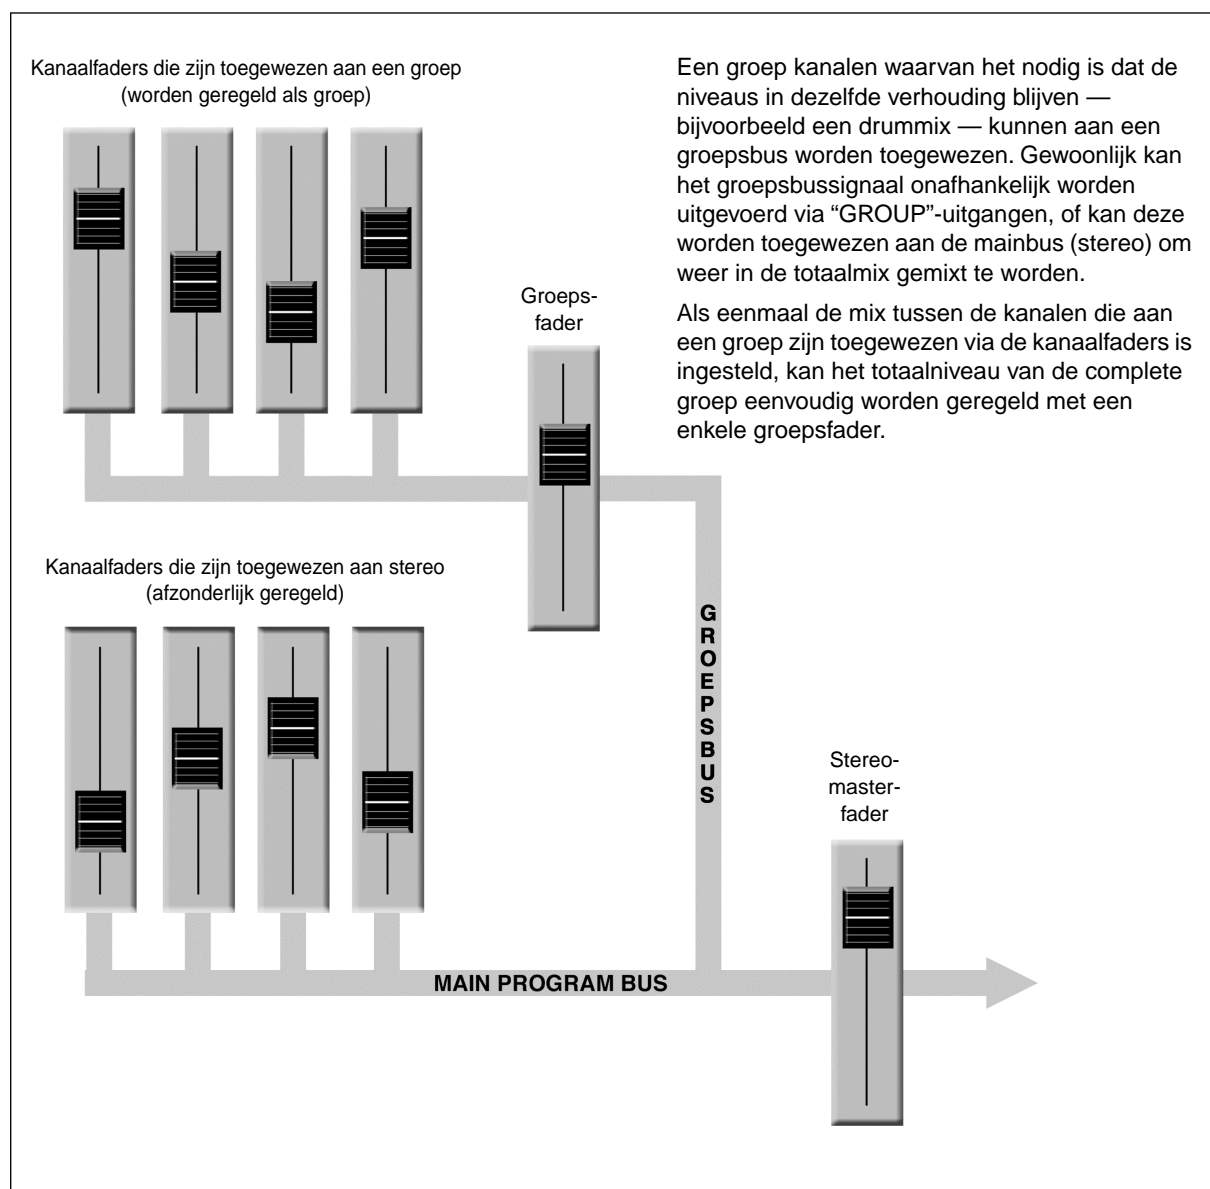 Kanaalfaders die zijn toegewezen aan een groep
(worden geregeld als groep)
Een groep kanalen waarvan het nodig is dat de
niveaus in dezelfde verhouding blijven —
bijvoorbeeld een drummix — kunnen aan een
groepsbus worden toegewezen. Gewoonlijk kan
het groepsbussignaal onafhankelijk worden
uitgevoerd via “GROUP”-uitgangen, of kan deze
worden toegewezen aan de mainbus (stereo) om
weer in de totaalmix gemixt te worden.
Als eenmaal de mix tussen de kanalen die aan
een groep zijn toegewezen via de kanaalfaders is
ingesteld, kan het totaalniveau van de complete
groep eenvoudig worden geregeld met een
enkele groepsfader.
Groeps-
fader
Kanaalfaders die zijn toegewezen aan stereo
(afzonderlijk geregeld)
GROEPSBUS
Stereo-
master-
fader
MAIN PROGRAM BUS